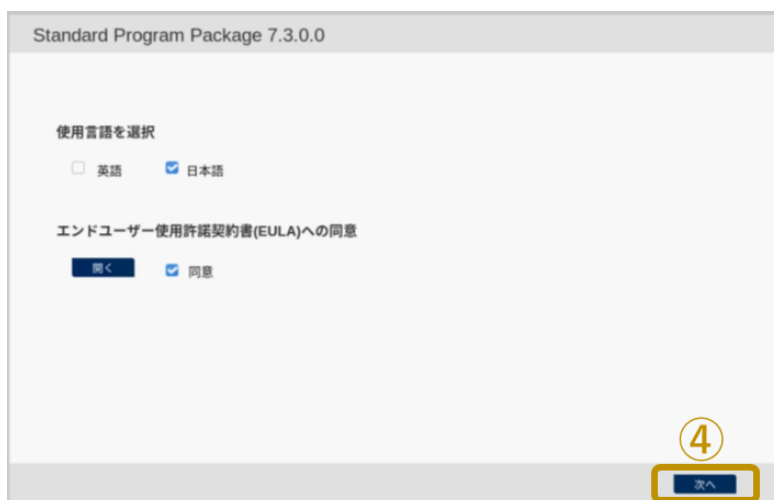 Standard Program Package 7.3.0.0
使用言語を選択
英語 日本語
エンドユーザー使用許諾契約書(EULA)への同意
開く 同意
④
次へ